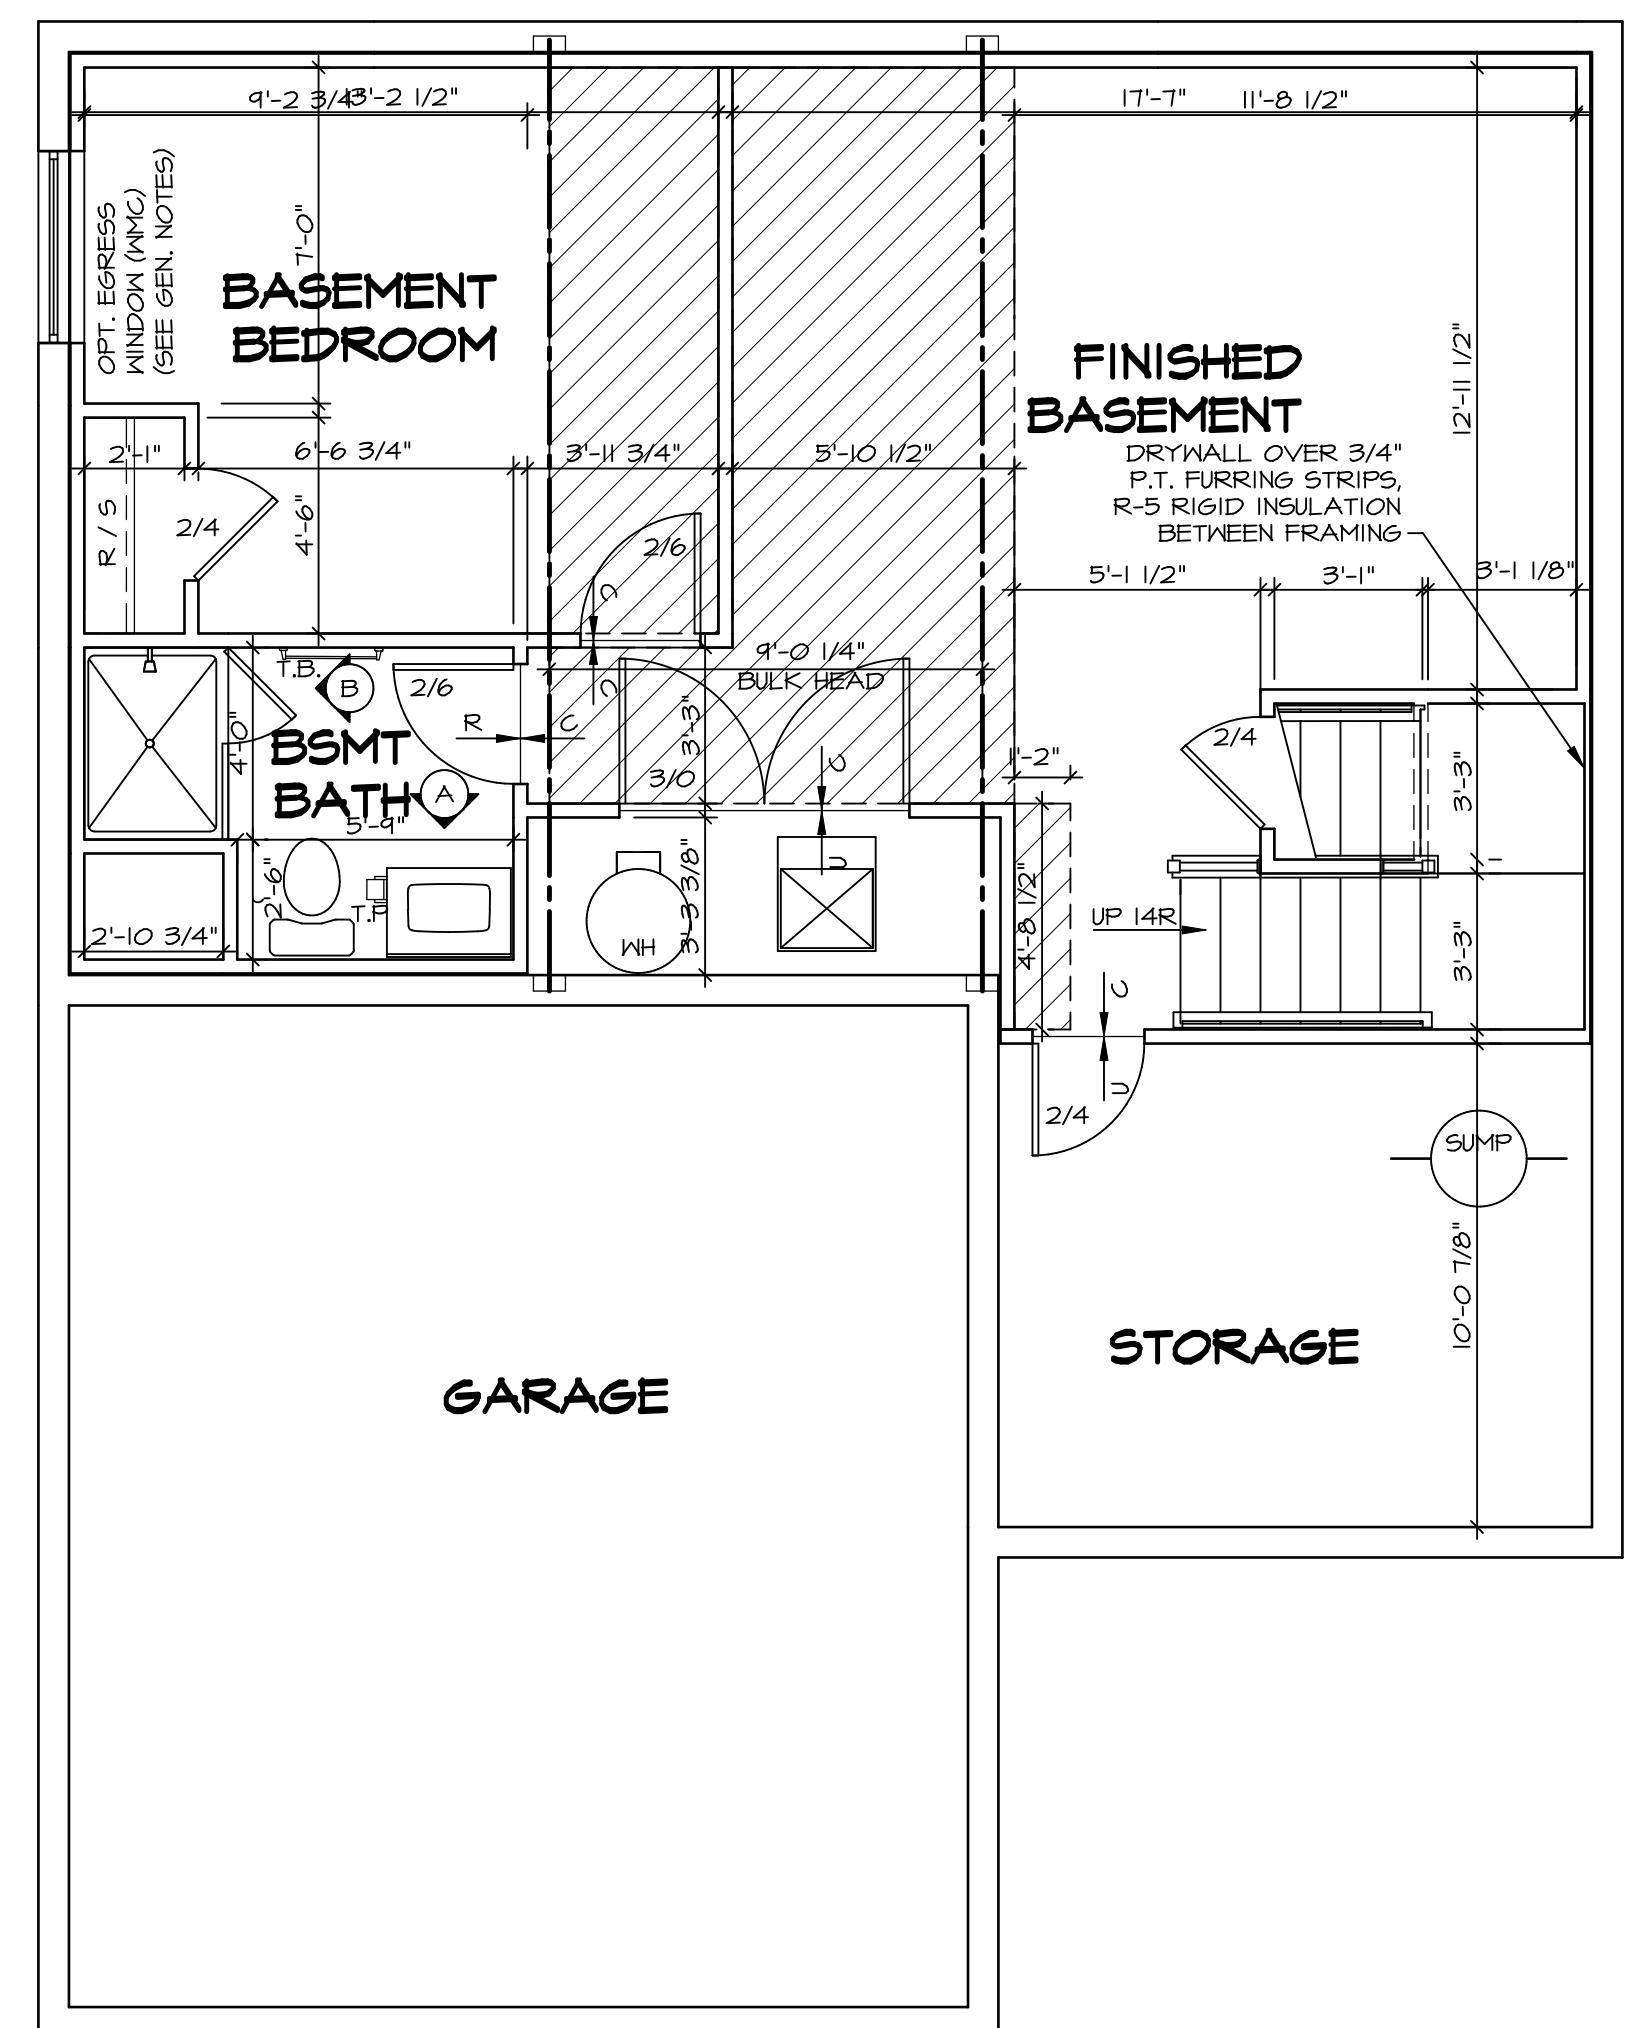 9'-2 3/4"
13'-2 1/2"
17'-7"
11'-8 1/2"
OPT. EGRESS
WINDOW (WMC)
(SEE GEN. NOTES)
7'-0"
BASEMENT
BEDROOM
FINISHED
BASEMENT
12'-11 1/2"
DRYWALL OVER 3/4"
P.T. FURRING STRIPS,
R-5 RIGID INSULATION
BETWEEN FRAMING
2'-1"
6'-6 3/4"
3'-11 3/4"
5'-10 1/2"
R / S
2/4
4'-6"
2/6
C
C
5'-1 1/2"
3'-1"
3'-1 1/8"
9'-0 1/4"
BULK HEAD
T.B.
B
2/6
R
C
4'-0"
BSMT
BATH
A
5'-9"
3'-3"
3/0
C
U
1'-2"
2/4
3'-3"
2'-6"
T.P.
2'-10 3/4"
WH
3'-3 3/8"
4'-8 1/2"
UP 14R
3'-3"
C
U
2/4
SUMP
10'-0 7/8"
STORAGE
GARAGE